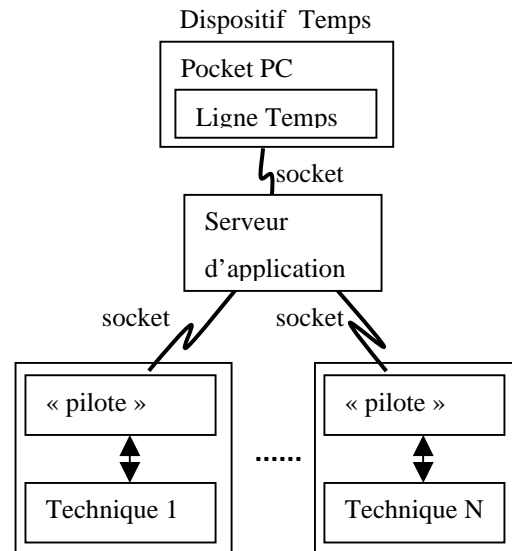 Dispositif Temps
Pocket PC
Ligne Temps
socket
Serveur
d'application
socket
socket
« pilote »
« pilote »
......
Technique 1
Technique N